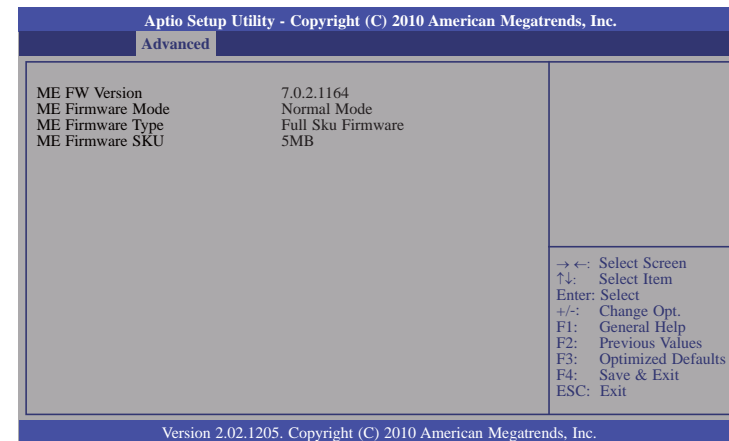 Aptio Setup Utility - Copyright (C) 2010 American Megatrends, Inc.
Advanced
ME FW Version 7.0.2.1164
ME Firmware Mode Normal Mode
ME Firmware Type Full Sku Firmware
ME Firmware SKU 5MB
→ ←: Select Screen
↑↓: Select Item
Enter: Select
+/-: Change Opt.
F1: General Help
F2: Previous Values
F3: Optimized Defaults
F4: Save & Exit
ESC: Exit
Version 2.02.1205. Copyright (C) 2010 American Megatrends, Inc.